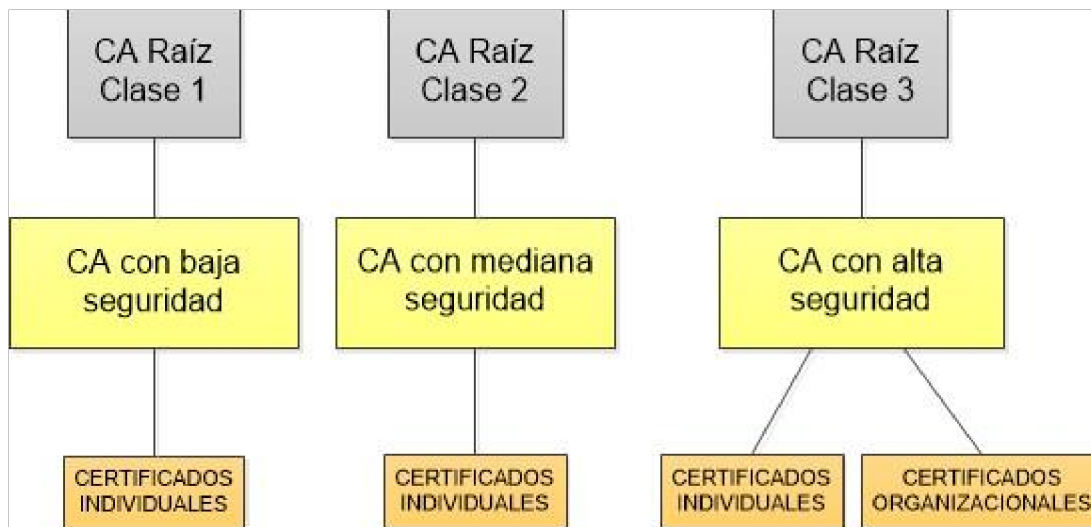 CA Raíz
Clase 1
CA Raíz
Clase 2
CA Raíz
Clase 3
CA con baja
seguridad
CA con mediana
seguridad
CA con alta
seguridad
CERTIFICADOS
INDIVIDUALES
CERTIFICADOS
INDIVIDUALES
CERTIFICADOS
INDIVIDUALES
CERTIFICADOS
ORGANIZACIONALES